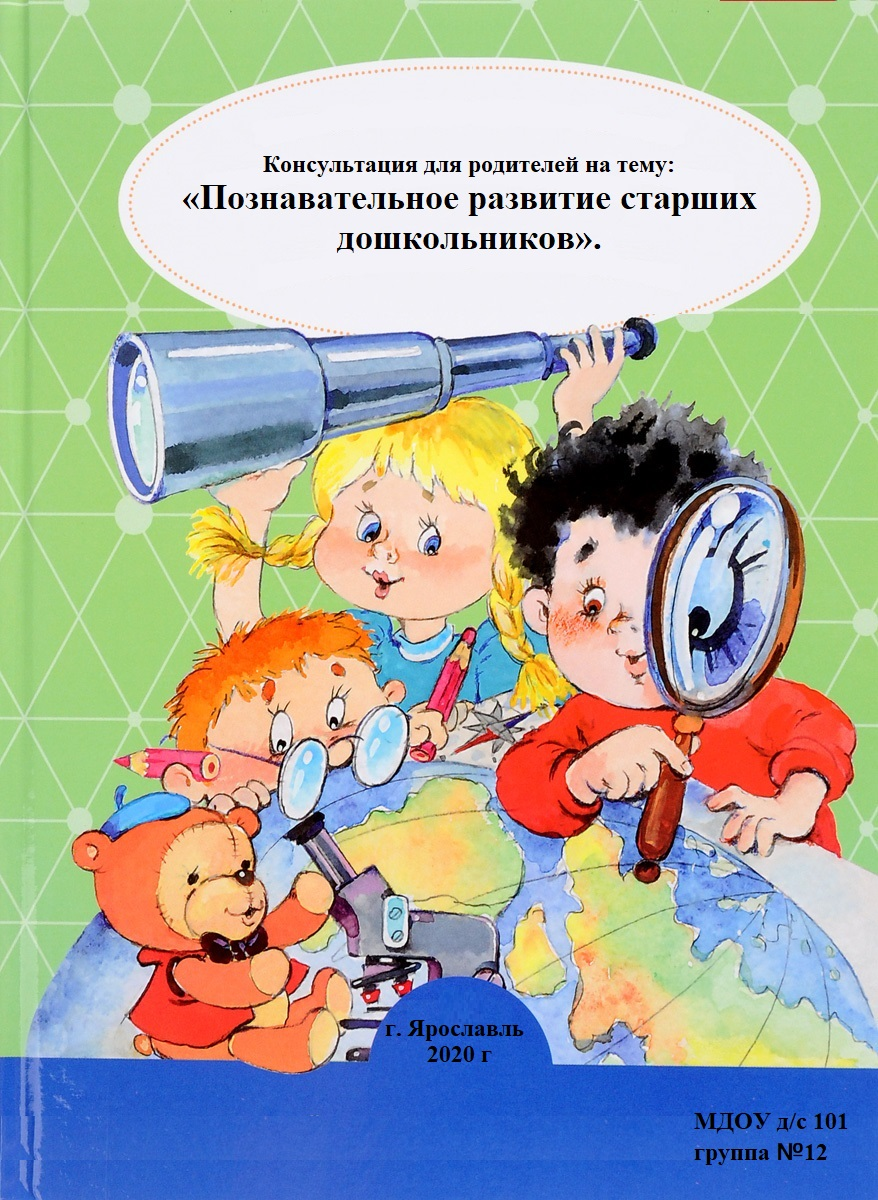 Консультация для родителей на тему:
«Познавательное развитие старших
дошкольников».
г. Ярославль
2020 г
МДОУ д/с 101
группа №12